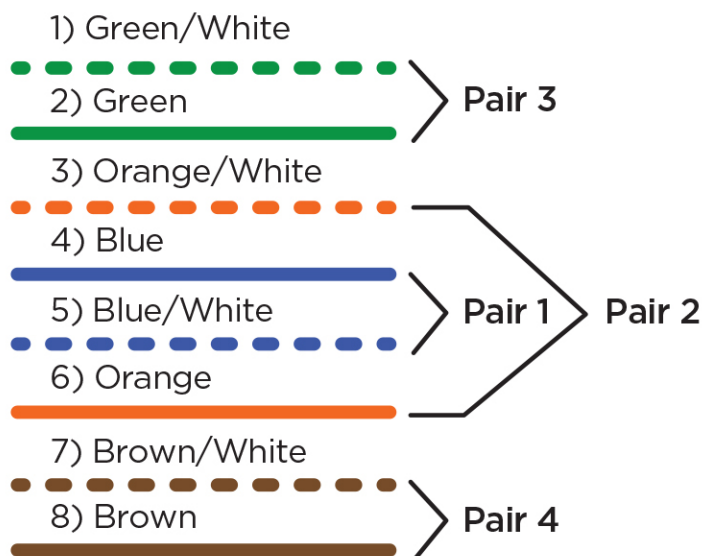 1) Green/White
2) Green
Pair 3
3) Orange/White
4) Blue
5) Blue/White
Pair 1
Pair 2
6) Orange
7) Brown/White
8) Brown
Pair 4